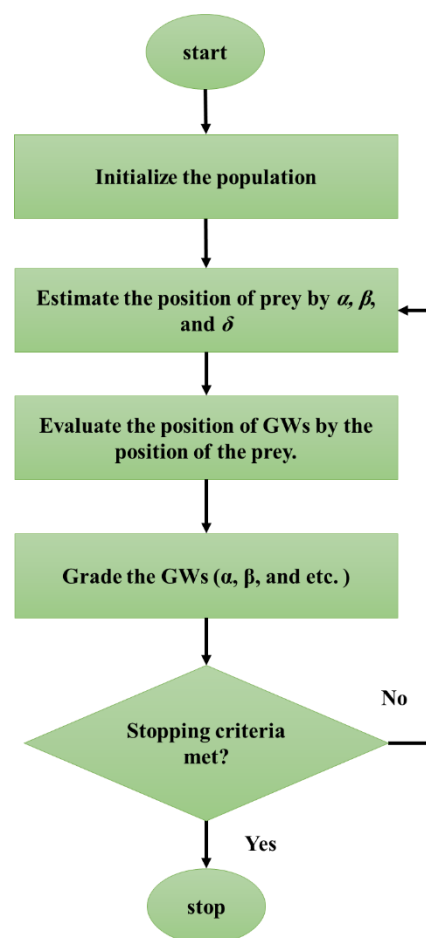 start
Initialize the population
Estimate the position of prey by α, β,
and δ
Evaluate the position of GWs by the
position of the prey.
Grade the GWs (α, β, and etc. )
Stopping criteria
met?
No
Yes
stop